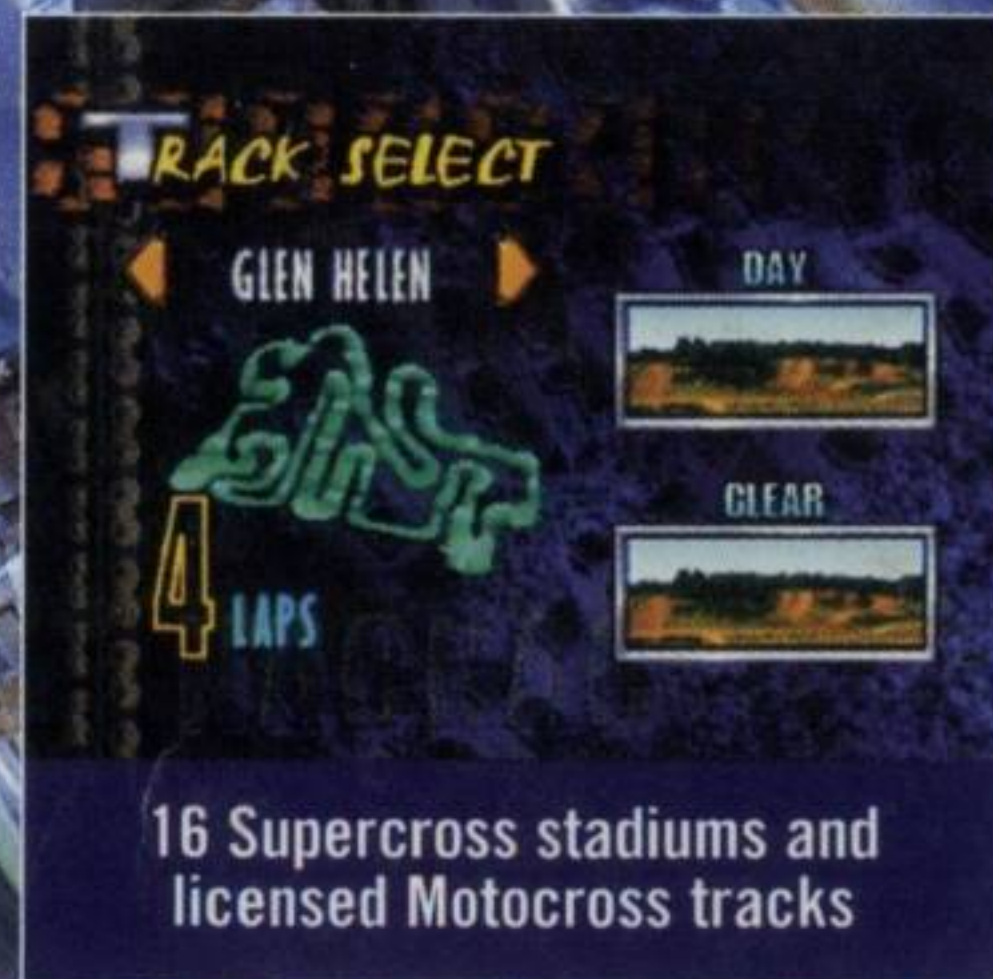 TRACK SELECT
GLEN HELEN
DAY
CLEAR
4 LAPS
16 Supercross stadiums and
licensed Motocross tracks